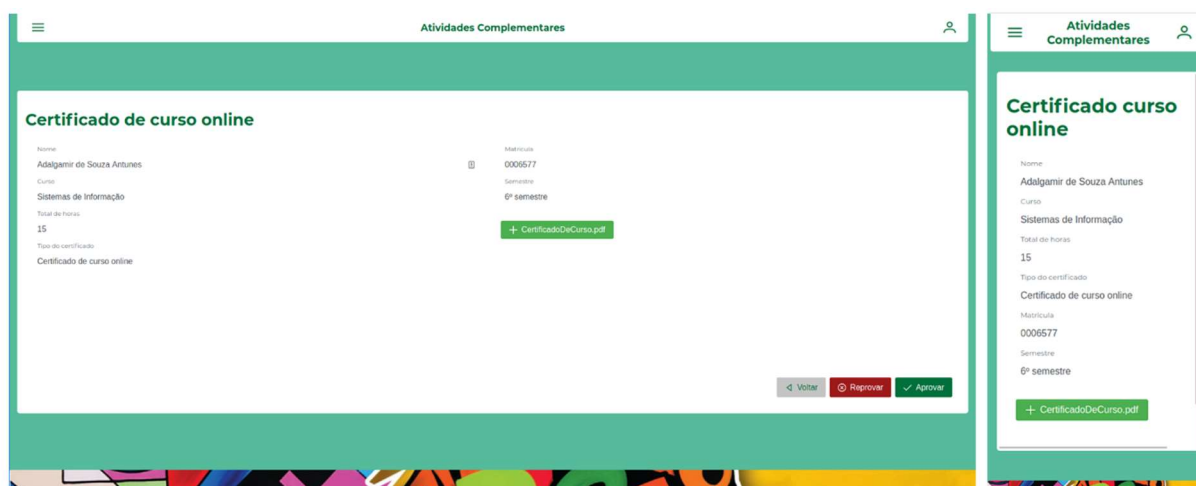 Atividades Complementares
Certificado de curso online
Nome
Adalgamir de Souza Antunes
Matrícula
0006577
Curso
Sistemas de Informação
Semestre
6º semestre
Total de horas
15
+ CertificadoDeCurso.pdf
Tipo do certificado
Certificado de curso online
Voltar
Reprovar
Aprovar
Atividades
Complementares
Certificado curso
online
Nome
Adalgamir de Souza Antunes
Curso
Sistemas de Informação
Total de horas
15
Tipo do certificado
Certificado de curso online
Matrícula
0006577
Semestre
6º semestre
+ CertificadoDeCurso.pdf